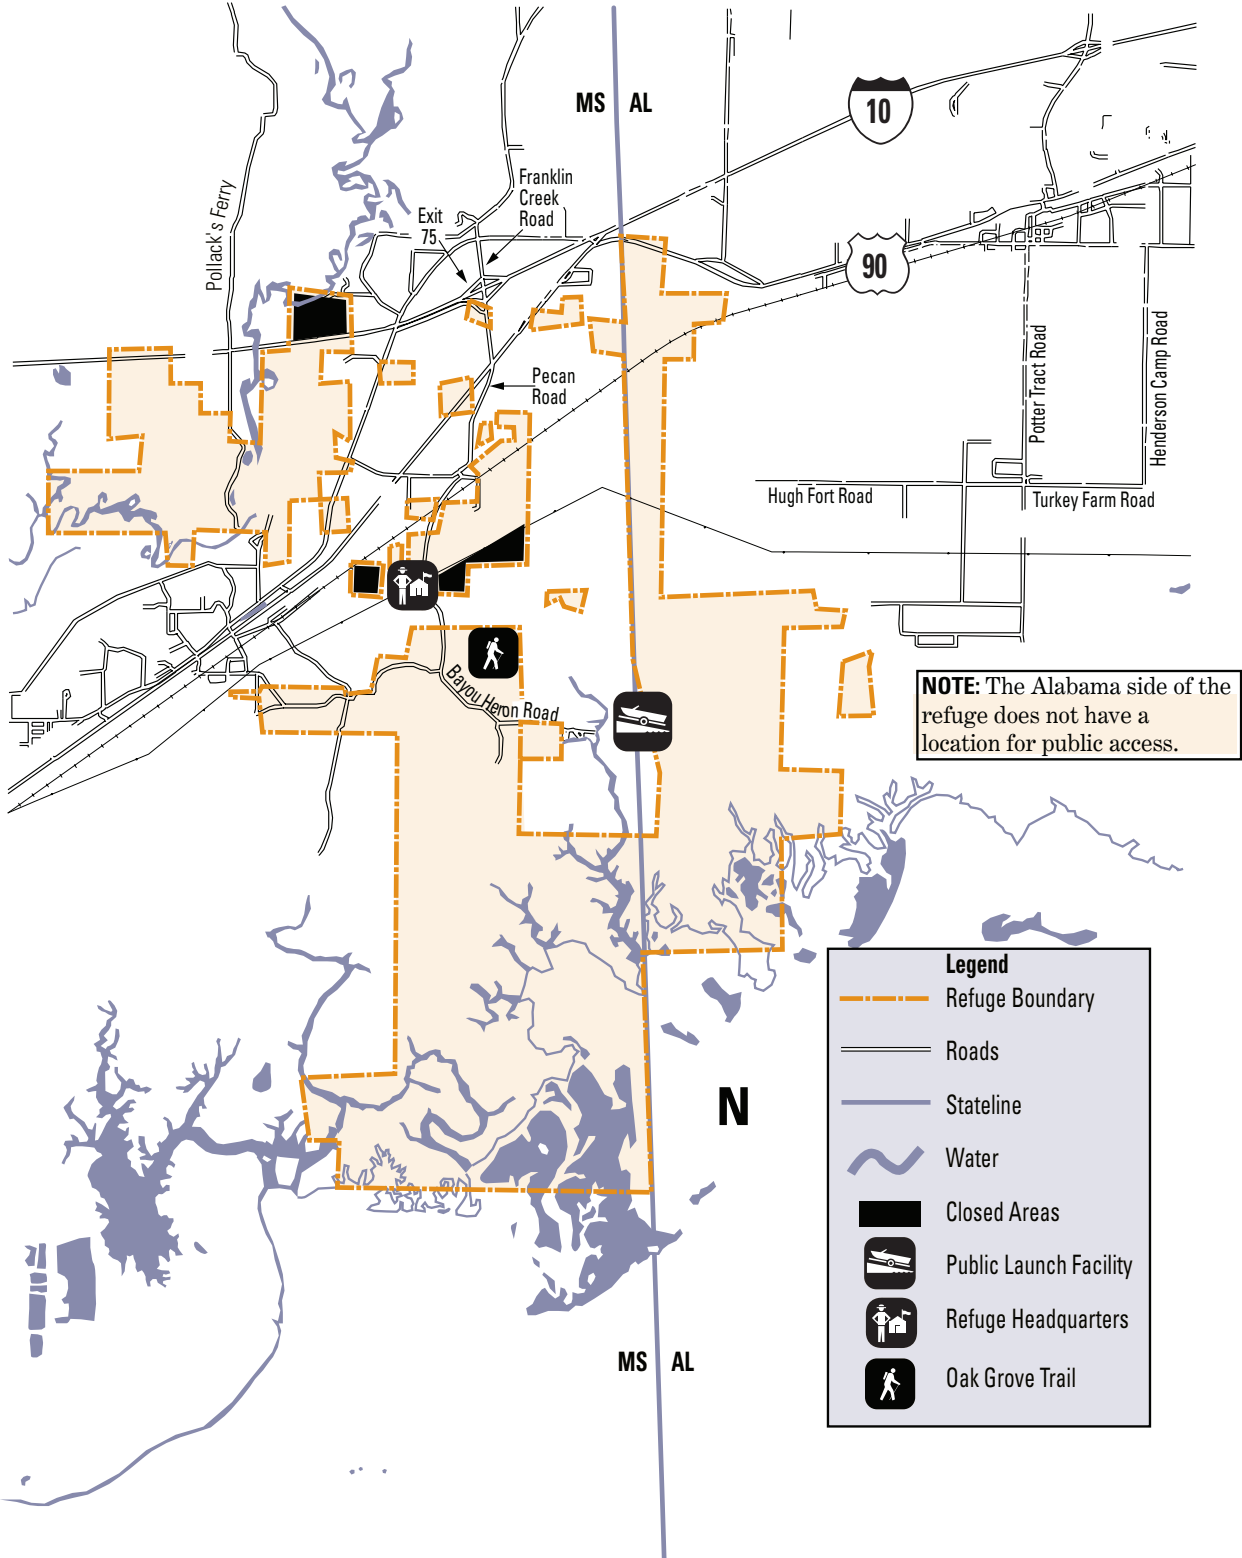 MS AL
10
Franklin
Creek
Road
Exit
75
Pollack's Ferry
90
Pecan
Road
Potter Tract Road
Henderson Camp Road
Hugh Fort Road
Turkey Farm Road
Bayou Heron Road
NOTE: The Alabama side of the
refuge does not have a
location for public access.
N
Legend
Refuge Boundary
Roads
Stateline
Water
Closed Areas
Public Launch Facility
Refuge Headquarters
Oak Grove Trail
MS AL